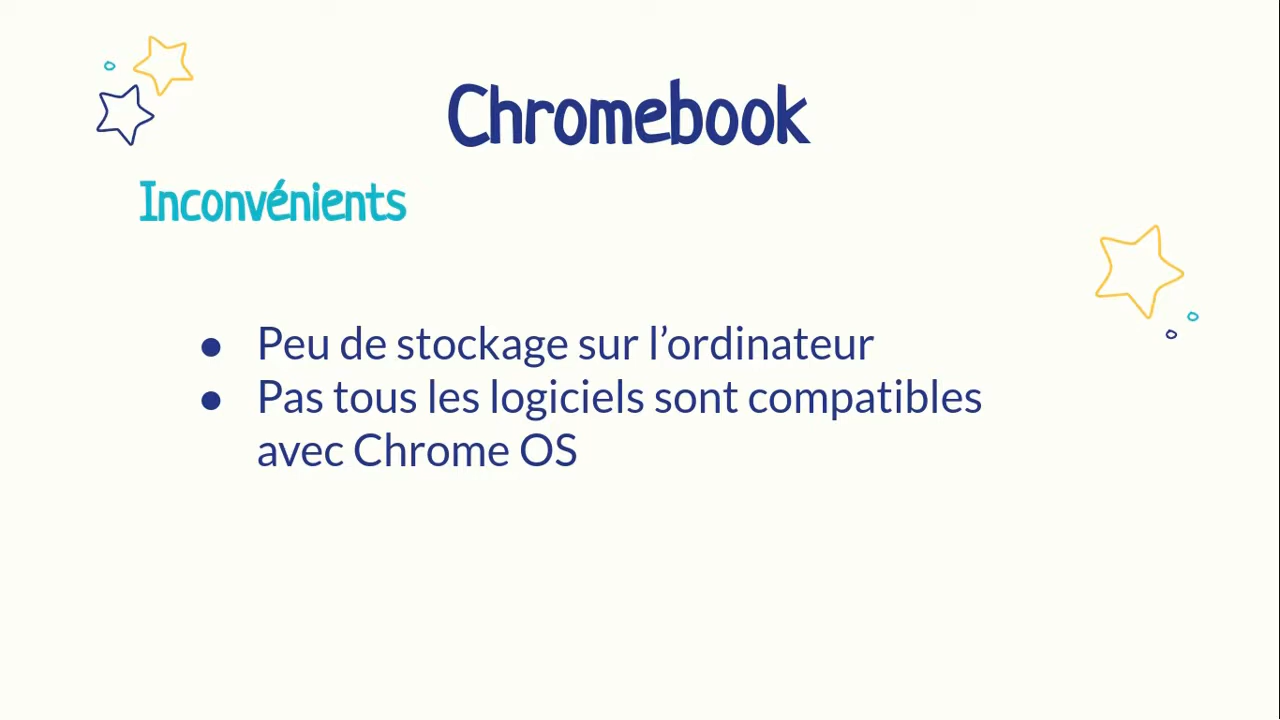 Chromebook
Inconvénients
● Peu de stockage sur l’ordinateur
● Pas tous les logiciels sont compatibles
avec Chrome OS